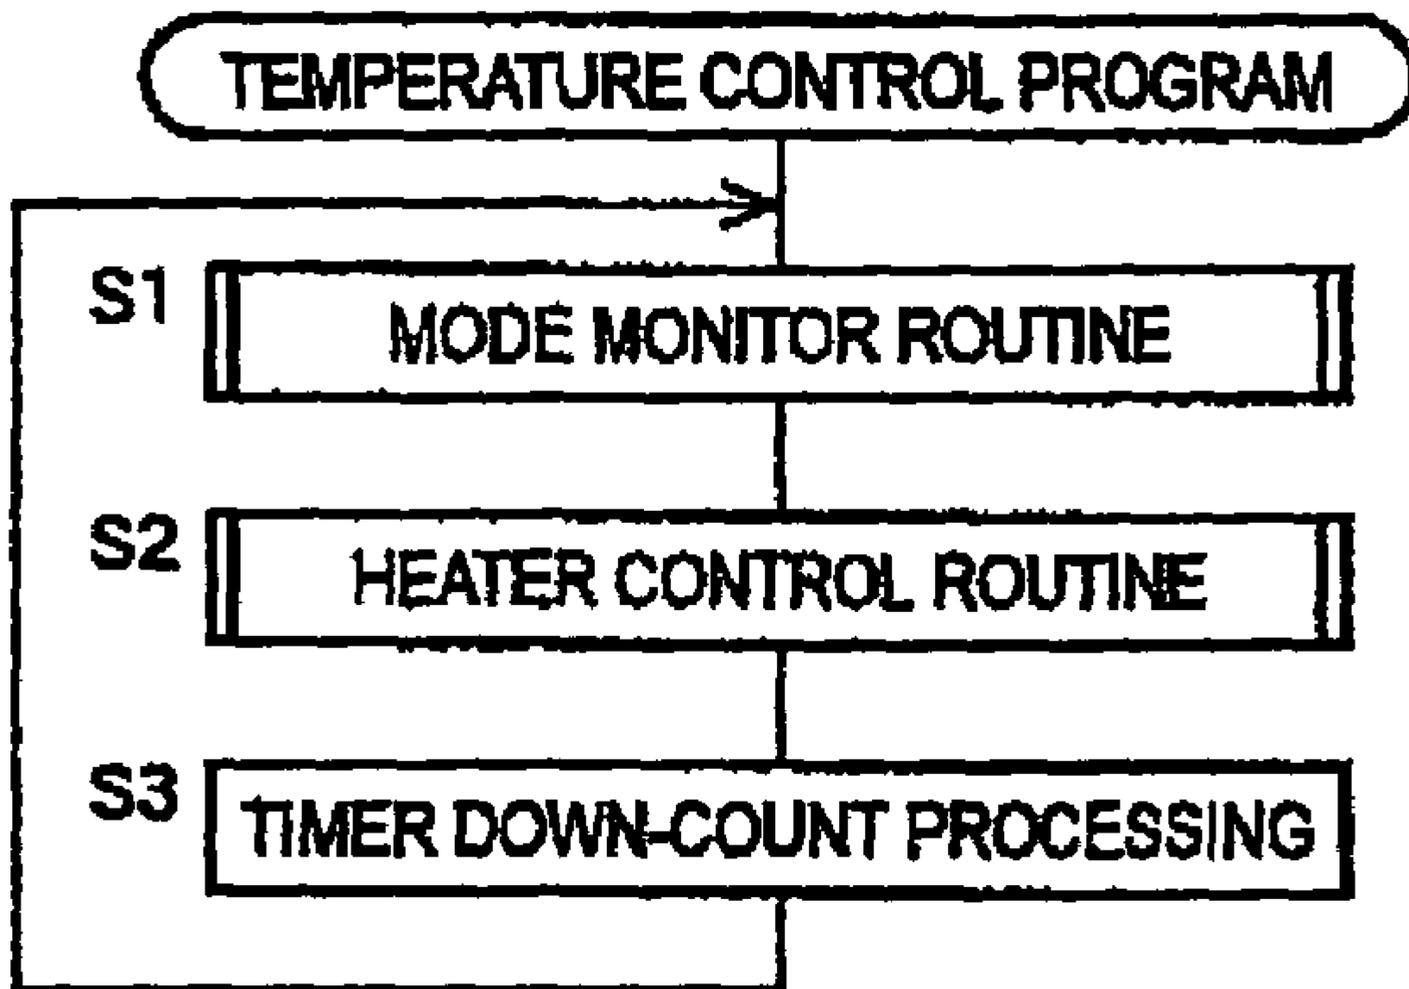 TEMPERATURE CONTROL PROGRAM
S1
MODE MONITOR ROUTINE
S2
HEATER CONTROL ROUTINE
S3
TIMER DOWN-COUNT PROCESSING